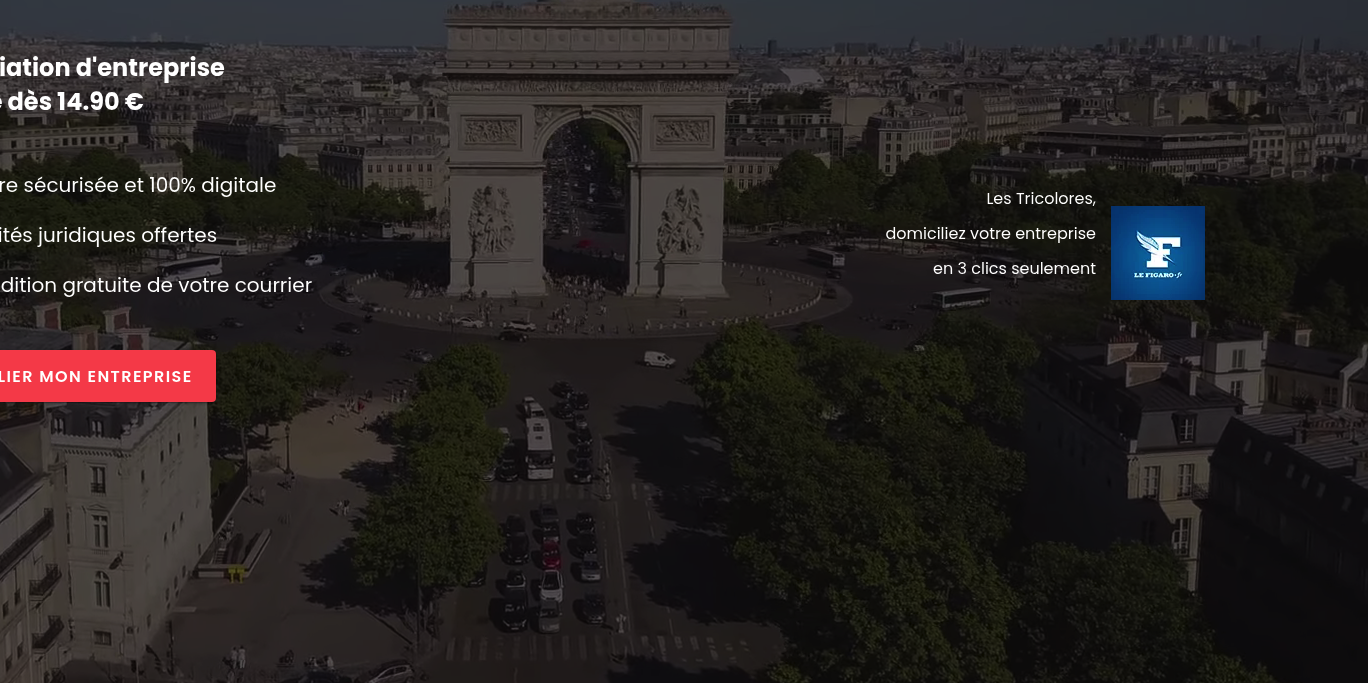 iation d'entreprise
dès 14.90 €
re sécurisée et 100% digitale
ités juridiques offertes
dition gratuite de votre courrier
LIER MON ENTREPRISE
Les Tricolores,
domiciliez votre entreprise
en 3 clics seulement
LE FIGARO.fr